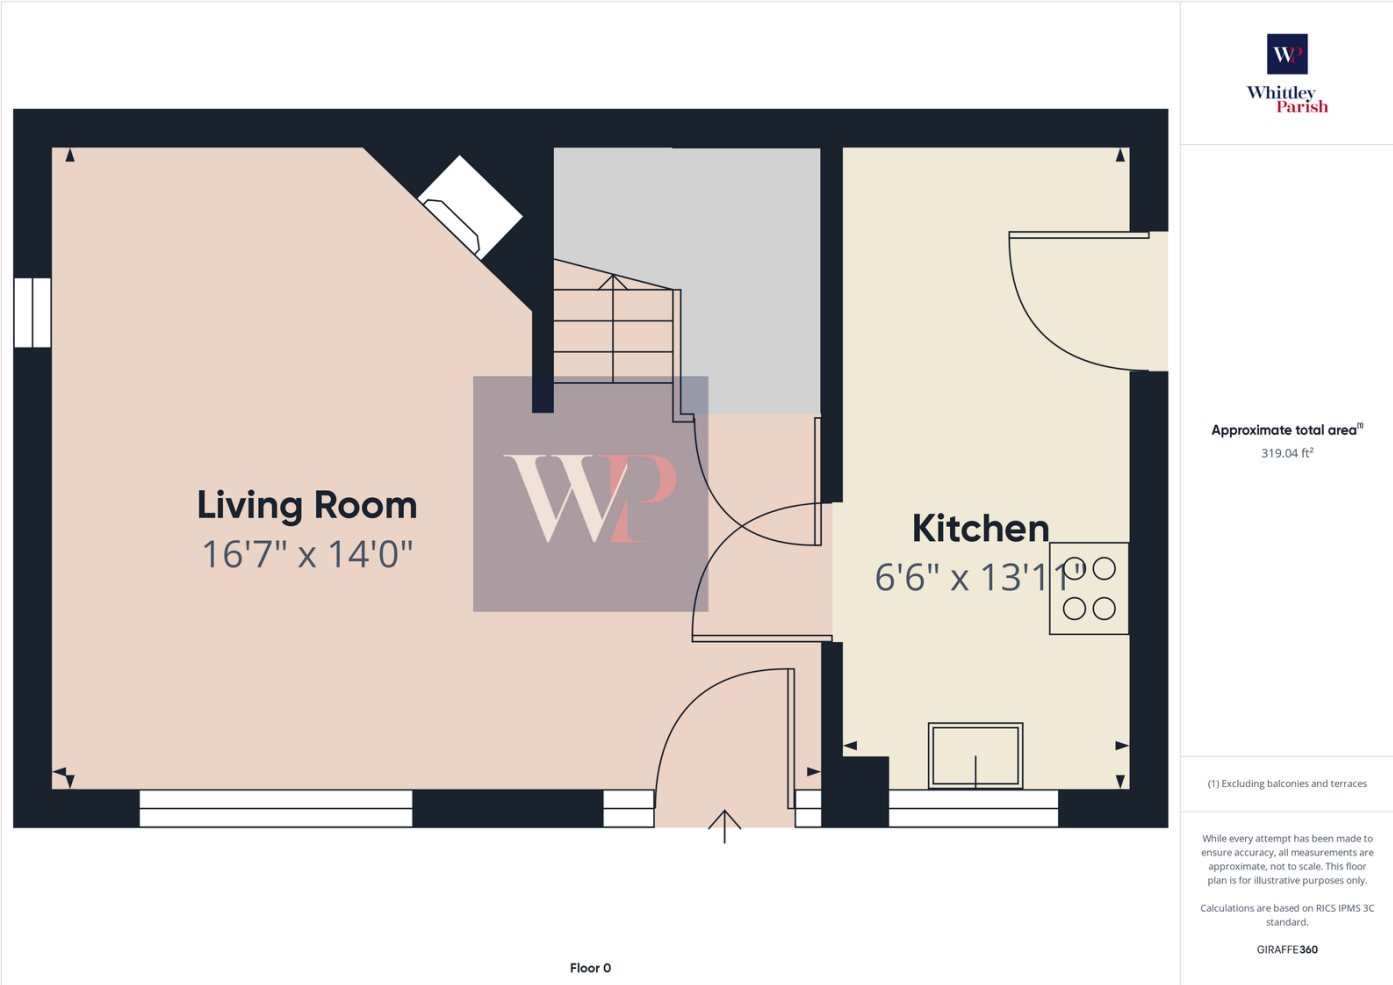 WP
Whittley
Parish
Living Room
16'7" x 14'0"
WP
Kitchen
6'6" x 13'11"
Floor 0
Approximate total area(1)
319.04 ft²
(1) Excluding balconies and terraces
While every attempt has been made to
ensure accuracy, all measurements are
approximate, not to scale. This floor
plan is for illustrative purposes only.
Calculations are based on RICS IPMS 3C
standard.
GIRAFFE360